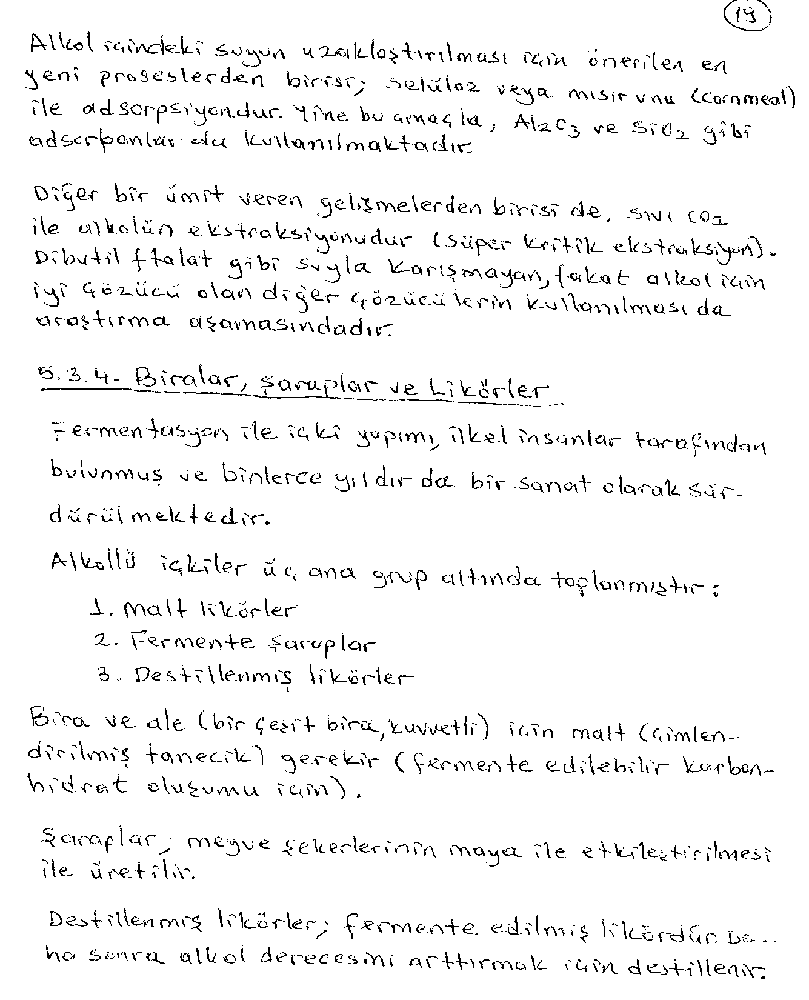 19
Alkol içindeki suyun uzaklaştırılması için önerilen en
yeni proseslerden birisi; selüloz veya mısır unu (cornmeal)
ile adsorpsiyondur. Yine bu amaçla, Al2O3 ve SiO2 gibi
adsorbanlar da kullanılmaktadır.
Diğer bir ümit veren gelişmelerden birisi de, sıvı CO2
ile alkolün ekstraksiyonudur (süper kritik ekstraksiyon).
Dibutil ftalat gibi suyla karışmayan, fakat alkol için
iyi çözücü olan diğer çözücülerin kullanılması da
araştırma aşamasındadır.
5.3.4. Biralar, Şaraplar ve Likörler
Fermentasyon ile içki yapımı, ilkel insanlar tarafından
bulunmuş ve binlerce yıldır da bir sanat olarak sür-
dürülmektedir.
Alkollü içkiler üç ana grup altında toplanmıştır:
1. Malt likörler
2. Fermente şaraplar
3. Destillenmiş likörler
Bira ve ale (bir çeşit bira, kuvvetli) için malt (çimlen-
dirilmiş tanecik) gerekir (fermente edilebilir karbon-
hidrat oluşumu için).
Şaraplar; meyve şekerlerinin maya ile etkileştirilmesi
ile üretilir.
Destillenmiş likörler; fermente edilmiş likördür. Da-
ha sonra alkol derecesini arttırmak için destillenir.